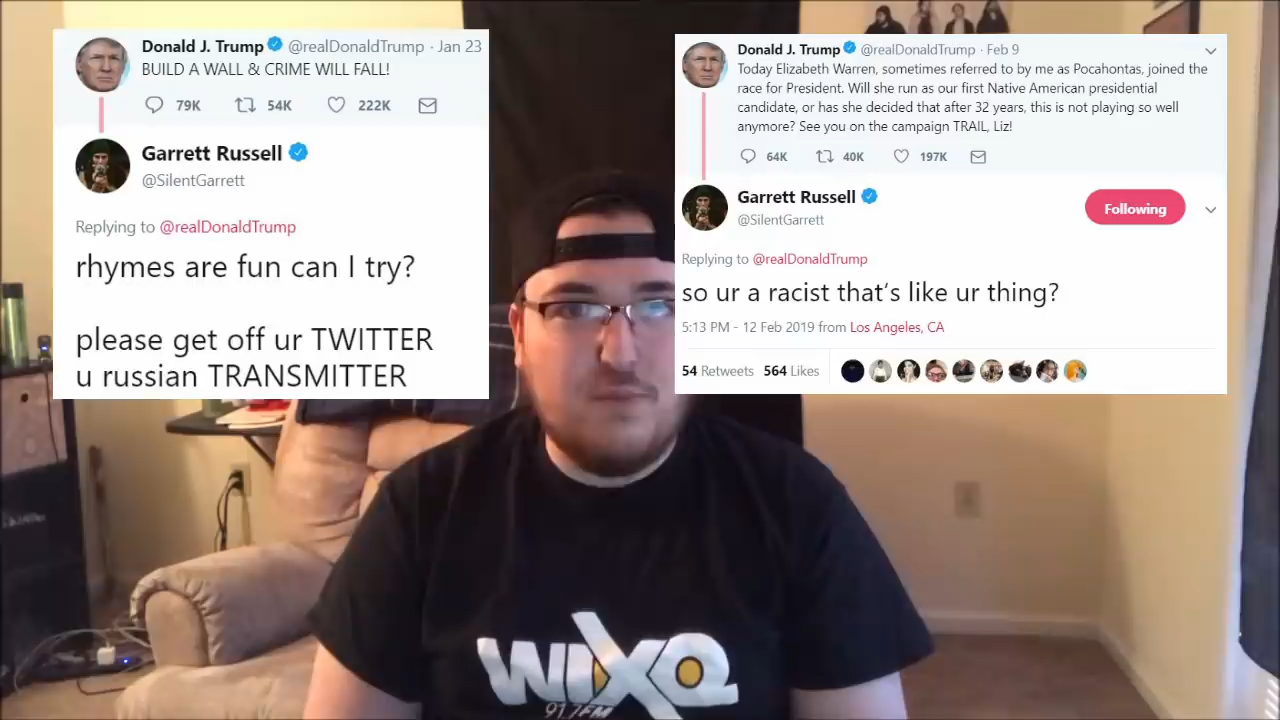 Donald J. Trump @realDonaldTrump · Jan 23
BUILD A WALL & CRIME WILL FALL!
79K 54K 222K
Garrett Russell
@SilentGarrett
Replying to @realDonaldTrump
rhymes are fun can I try?
please get off ur TWITTER
u russian TRANSMITTER
Donald J. Trump @realDonaldTrump · Feb 9
Today Elizabeth Warren, sometimes referred to by me as Pocahontas, joined the
race for President. Will she run as our first Native American presidential
candidate, or has she decided that after 32 years, this is not playing so well
anymore? See you on the campaign TRAIL, Liz!
64K 40K 197K
Garrett Russell
@SilentGarrett
Following
Replying to @realDonaldTrump
so ur a racist that's like ur thing?
5:13 PM - 12 Feb 2019 from Los Angeles, CA
54 Retweets 564 Likes
WIXQ
91.7FM